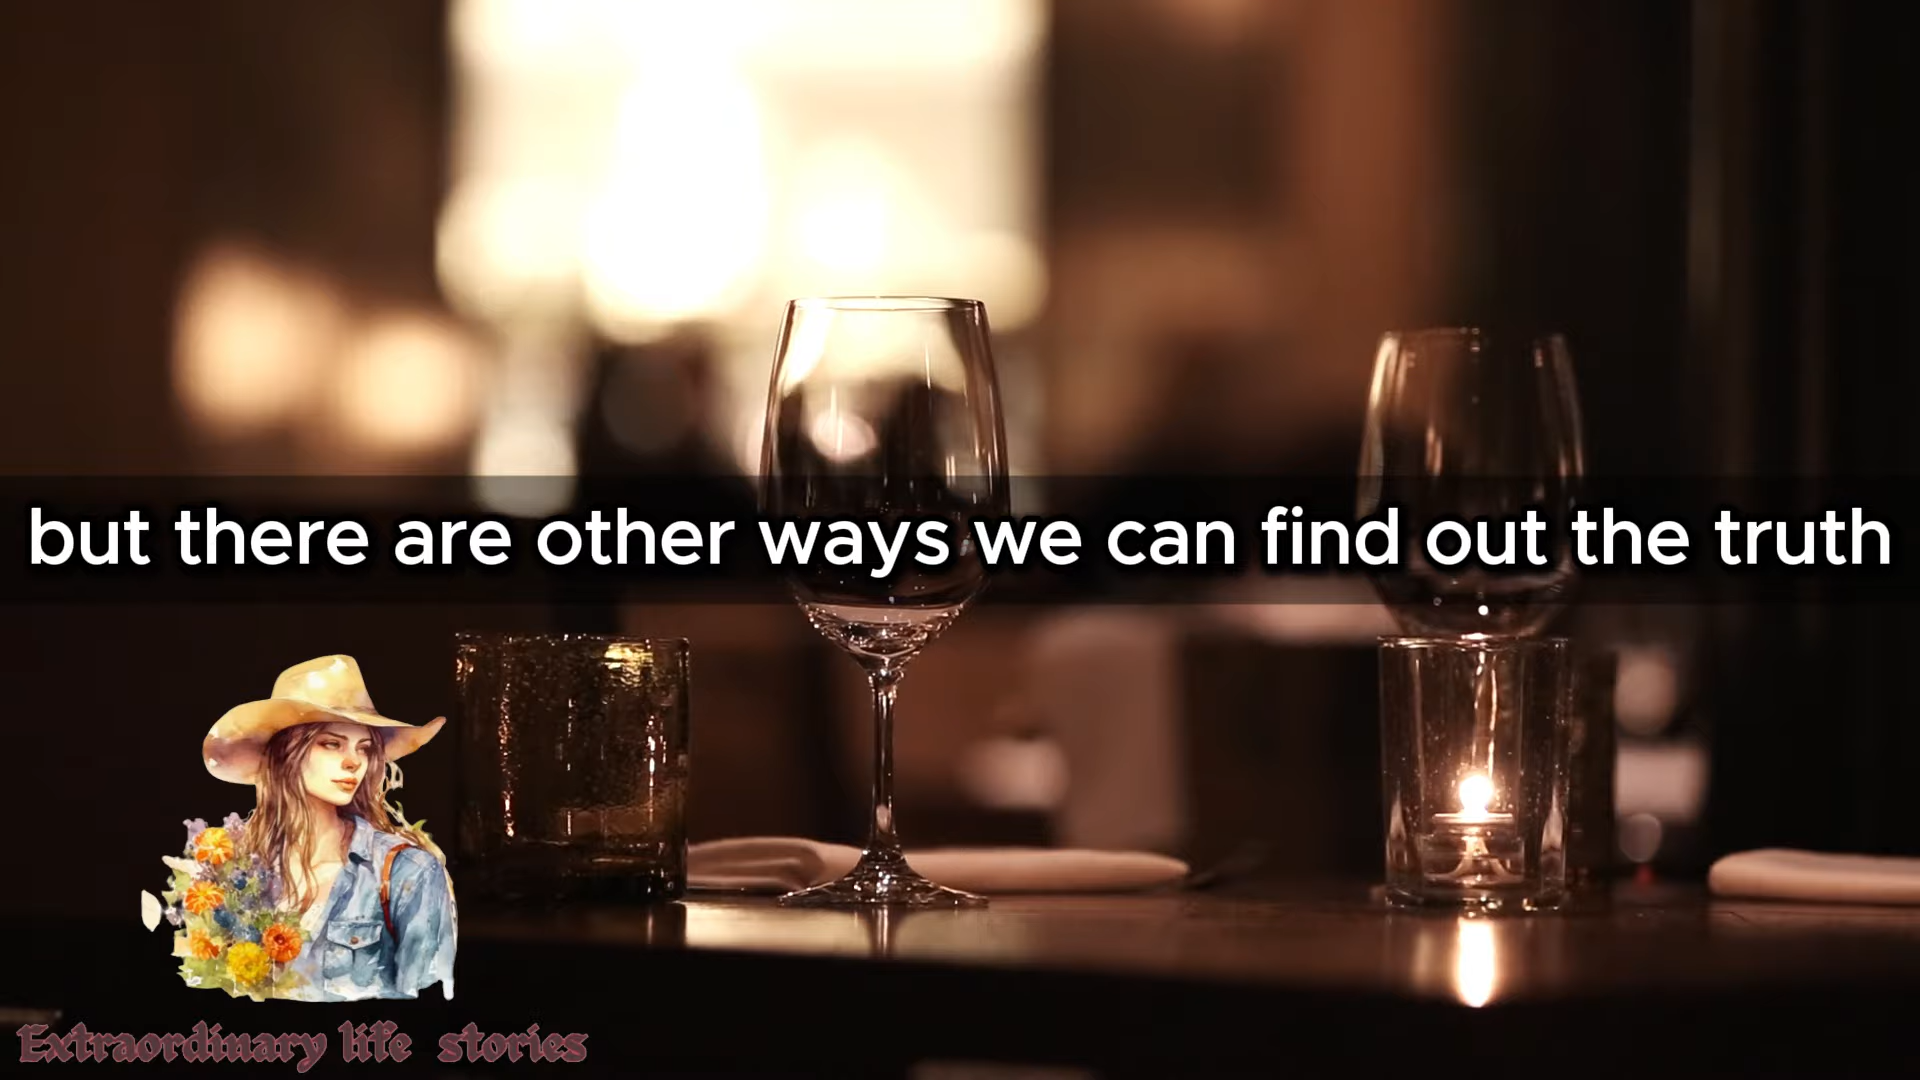 but there are other ways we can find out the truth
Extraordinary life stories